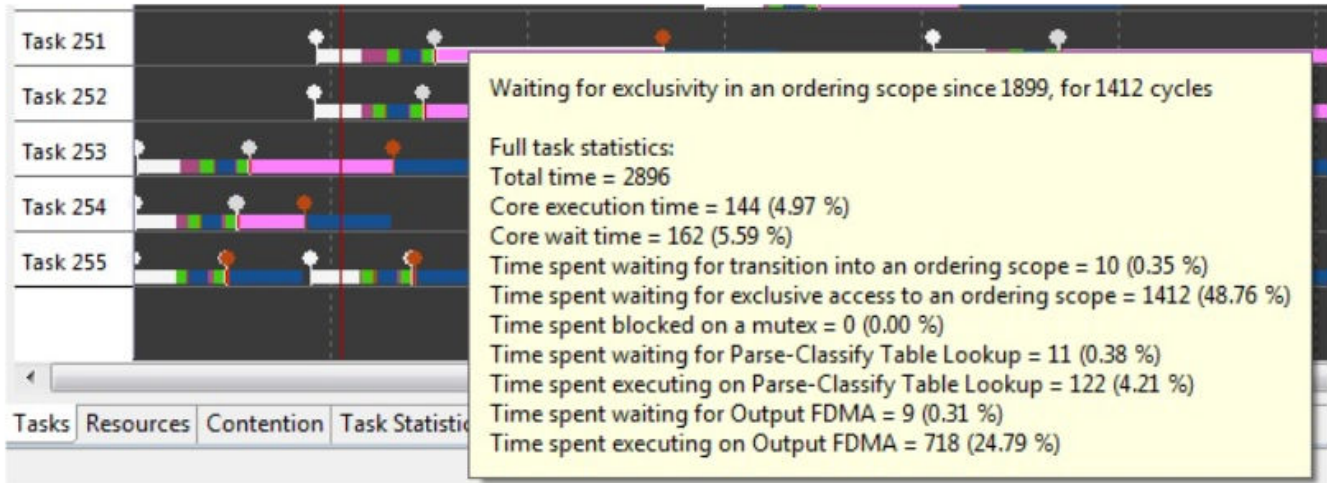 Task 251
Task 252
Task 253
Task 254
Task 255
Waiting for exclusivity in an ordering scope since 1899, for 1412 cycles
Full task statistics:
Total time = 2896
Core execution time = 144 (4.97 %)
Core wait time = 162 (5.59 %)
Time spent waiting for transition into an ordering scope = 10 (0.35 %)
Time spent waiting for exclusive access to an ordering scope = 1412 (48.76 %)
Time spent blocked on a mutex = 0 (0.00 %)
Time spent waiting for Parse-Classify Table Lookup = 11 (0.38 %)
Time spent executing on Parse-Classify Table Lookup = 122 (4.21 %)
Time spent waiting for Output FDMA = 9 (0.31 %)
Time spent executing on Output FDMA = 718 (24.79 %)
Tasks Resources Contention Task Statistic